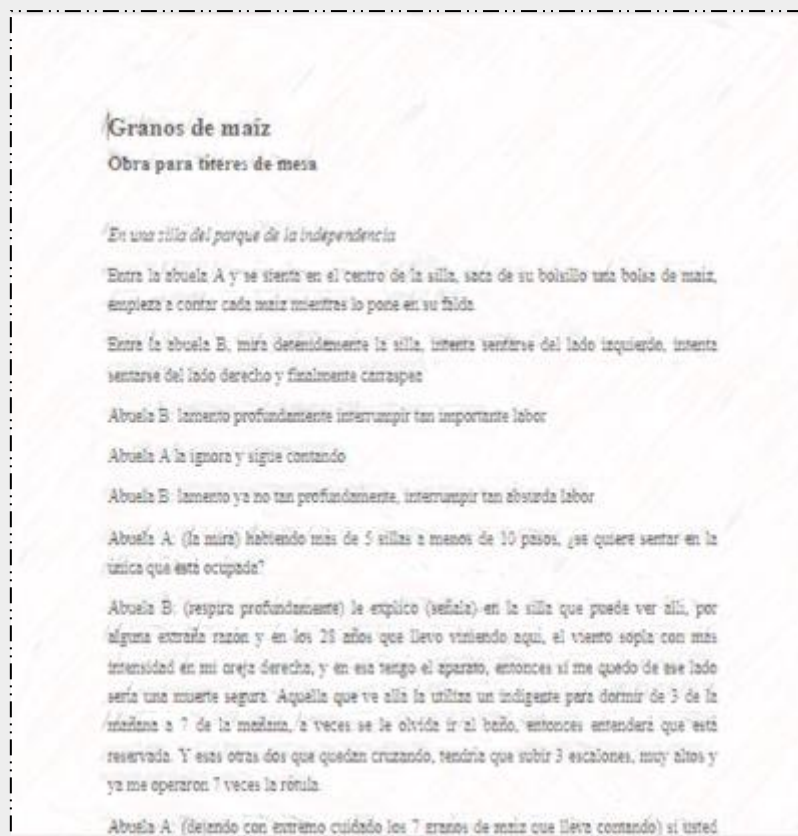 Granos de maíz
Obra para títeres de mesa
En una silla del parque de la independencia
Entra la abuela A y se sienta en el centro de la silla, saca de su bolsillo una bolsa de maíz,
empieza a contar cada maíz mientras lo pone en su falda.
Entra la abuela B, mira detenidamente la silla, intenta sentarse del lado izquierdo, intenta
sentarse del lado derecho y finalmente carraspea
Abuela B: lamento profundamente interrumpir tan importante labor
Abuela A la ignora y sigue contando
Abuela B: lamento ya no tan profundamente, interrumpir tan absurda labor
Abuela A: (la mira) habiendo más de 5 sillas a menos de 10 pasos, ¿se quiere sentar en la
única que está ocupada?
Abuela B: (respira profundamente) le explico (señala) en la silla que puede ver allí, por
alguna extraña razón y en los 28 años que llevo viniendo aquí, el viento sopla con más
intensidad en mi oreja derecha, y en esa tengo el aparato, entonces si me quedo de ese lado
sería una muerte segura. Aquella que ve allá la utiliza un indigente para dormir de 3 de la
mañana a 7 de la mañana, a veces se le olvida ir al baño, entonces entenderá que está
reservada. Y esas otras dos que quedan cruzando, tendría que subir 3 escalones, muy altos y
ya me operaron 7 veces la rótula.
Abuela A: (dejando con extremo cuidado los 7 granos de maíz que lleva contando) si usted